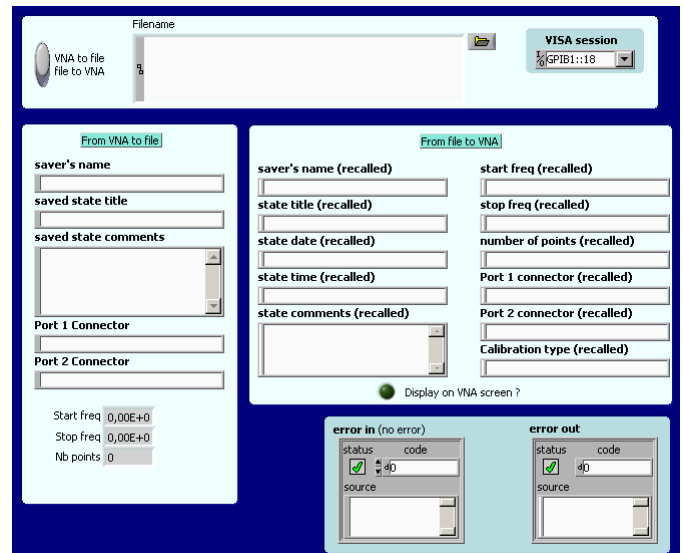 Filename
VNA to file
file to VNA
VISA session
GPIB1::18
From VNA to file
saver's name
saved state title
saved state comments
Port 1 Connector
Port 2 Connector
Start freq 0,00E+0
Stop freq 0,00E+0
Nb points 0
From file to VNA
saver's name (recalled)
state title (recalled)
state date (recalled)
state time (recalled)
state comments (recalled)
start freq (recalled)
stop freq (recalled)
number of points (recalled)
Port 1 connector (recalled)
Port 2 connector (recalled)
Calibration type (recalled)
Display on VNA screen ?
error in (no error)
status code
d0
source
error out
status code
d0
source